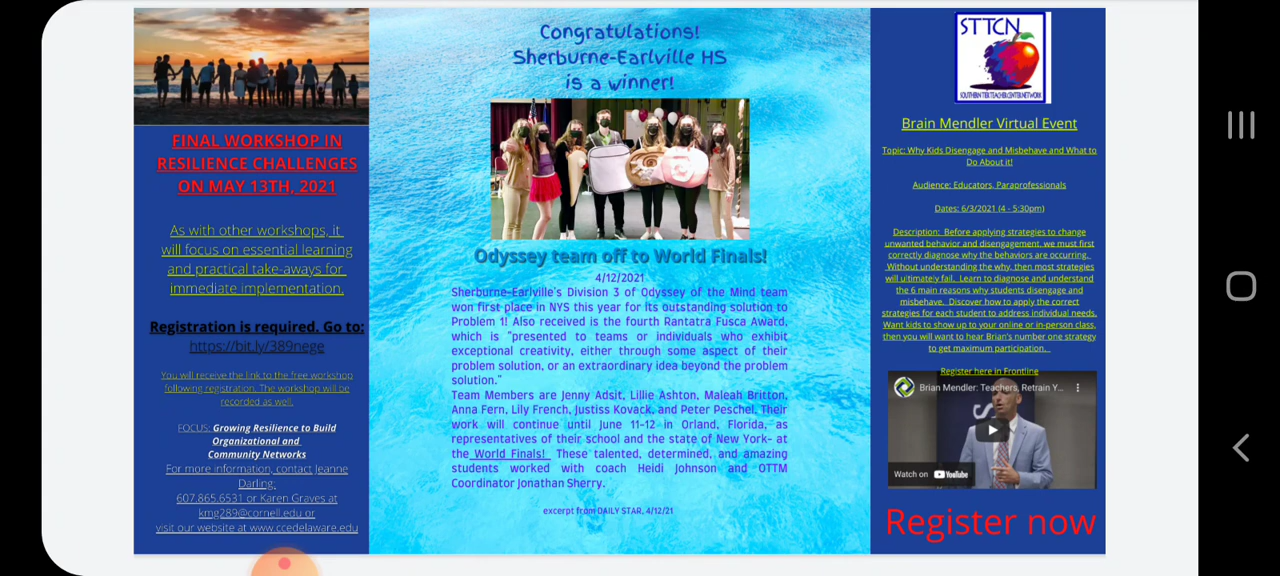 FINAL WORKSHOP IN
RESILIENCE CHALLENGES
ON MAY 13TH, 2021
As with other workshops, it
will focus on essential learning
and practical take-aways for
immediate implementation.
Registration is required. Go to:
https://bit.ly/389nege
You will receive the link to the free workshop
following registration. The workshop will be
recorded as well.
FOCUS: Growing Resilience to Build
Organizational and
Community Networks
For more information, contact Jeanne
Darling;
607.865.6531 or Karen Graves at
kmg289@cornell.edu or
visit our website at www.ccedelaware.edu
Congratulations!
Sherburne-Earlville HS
is a winner!
Odyssey team off to World Finals!
4/12/2021
Sherburne-Earlville's Division 3 of Odyssey of the Mind team
won first place in NYS this year for its outstanding solution to
Problem 1! Also received is the fourth Rantatra Fusca Award,
which is "presented to teams or individuals who exhibit
exceptional creativity, either through some aspect of their
problem solution, or an extraordinary idea beyond the problem
solution."
Team Members are Jenny Adsit, Lillie Ashton, Maleah Britton,
Anna Fern, Lily French, Justiss Kovack, and Peter Peschel. Their
work will continue until June 11-12 in Orland, Florida, as
representatives of their school and the state of New York- at
the World Finals! These talented, determined, and amazing
students worked with coach Heidi Johnson and OTTM
Coordinator Jonathan Sherry.
excerpt from DAILY STAR, 4/12/21
STTCN
SOUTHERN TIER TEACHER CENTER NETWORK
Brain Mendler Virtual Event
Topic: Why Kids Disengage and Misbehave and What to
Do About it!
Audience: Educators, Paraprofessionals
Dates: 6/3/2021 (4 - 5:30pm)
Description: Before applying strategies to change
unwanted behavior and disengagement, we must first
correctly diagnose why the behaviors are occurring.
Without understanding the why, then most strategies
will ultimately fail. Learn to diagnose and understand
the 6 main reasons why students disengage and
misbehave. Discover how to apply the correct
strategies for each student to address individual needs.
Want kids to show up to your online or in-person class,
then you will want to hear Brian's number one strategy
to get maximum participation.
Register here in Frontline
Brian Mendler: Teachers, Retrain Y...
Watch on YouTube
Register now